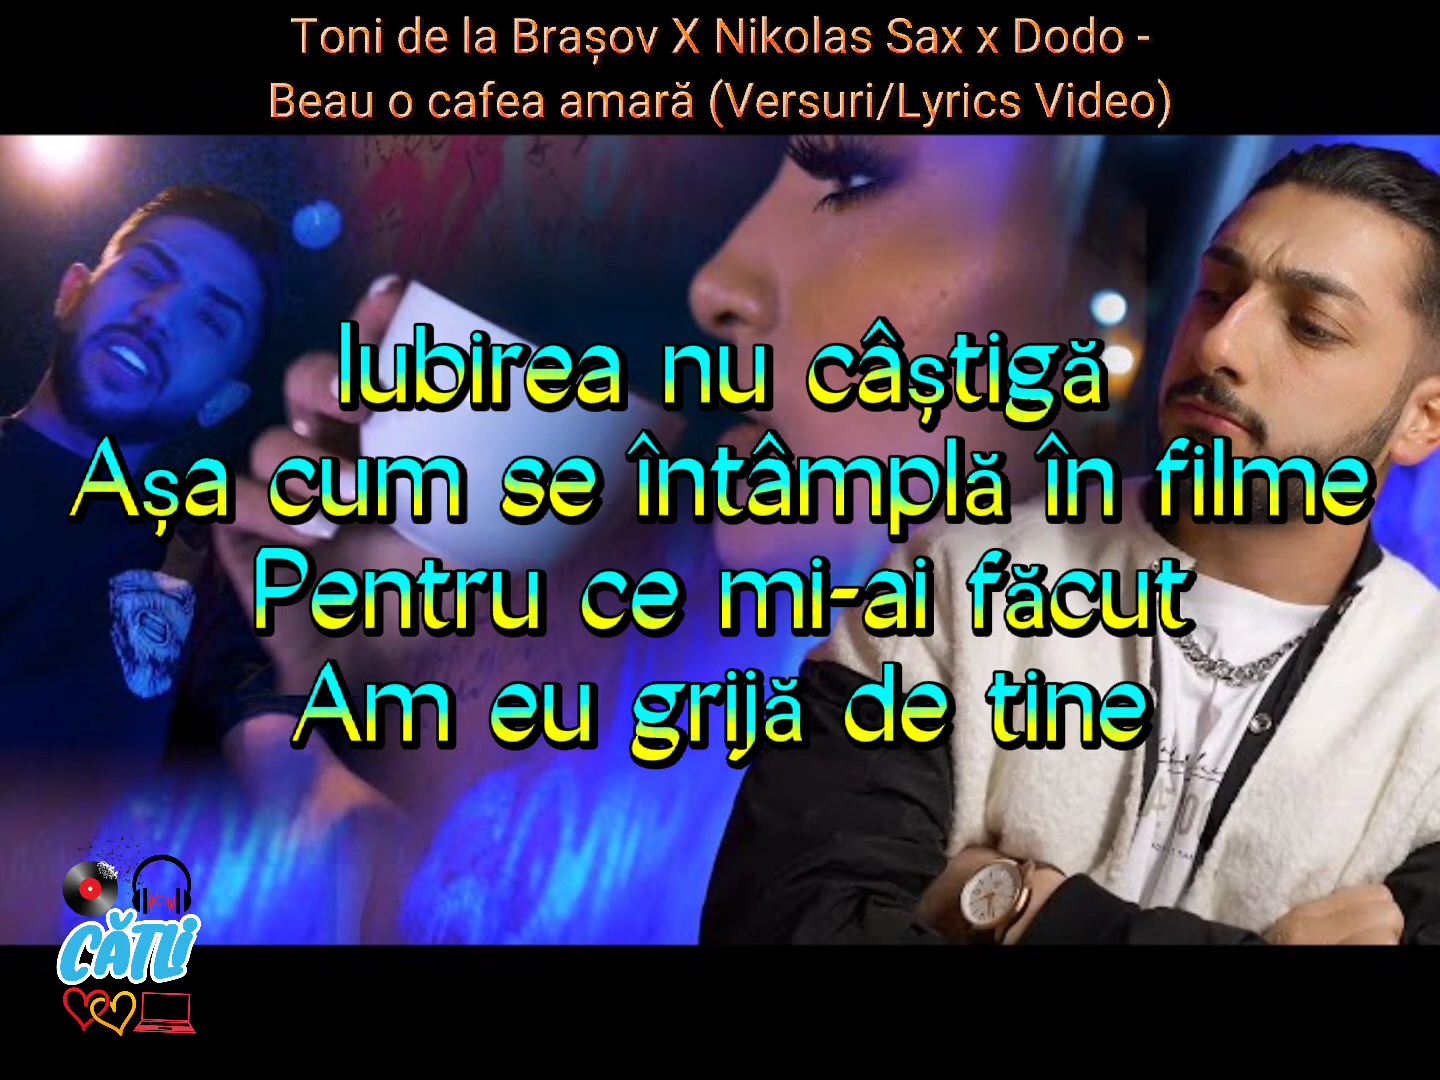 Toni de la Brașov X Nikolas Sax x Dodo -
Beau o cafea amară (Versuri/Lyrics Video)
Iubirea nu câștigă
Așa cum se întâmplă în filme
Pentru ce mi-ai făcut
Am eu grijă de tine
CĂTLi